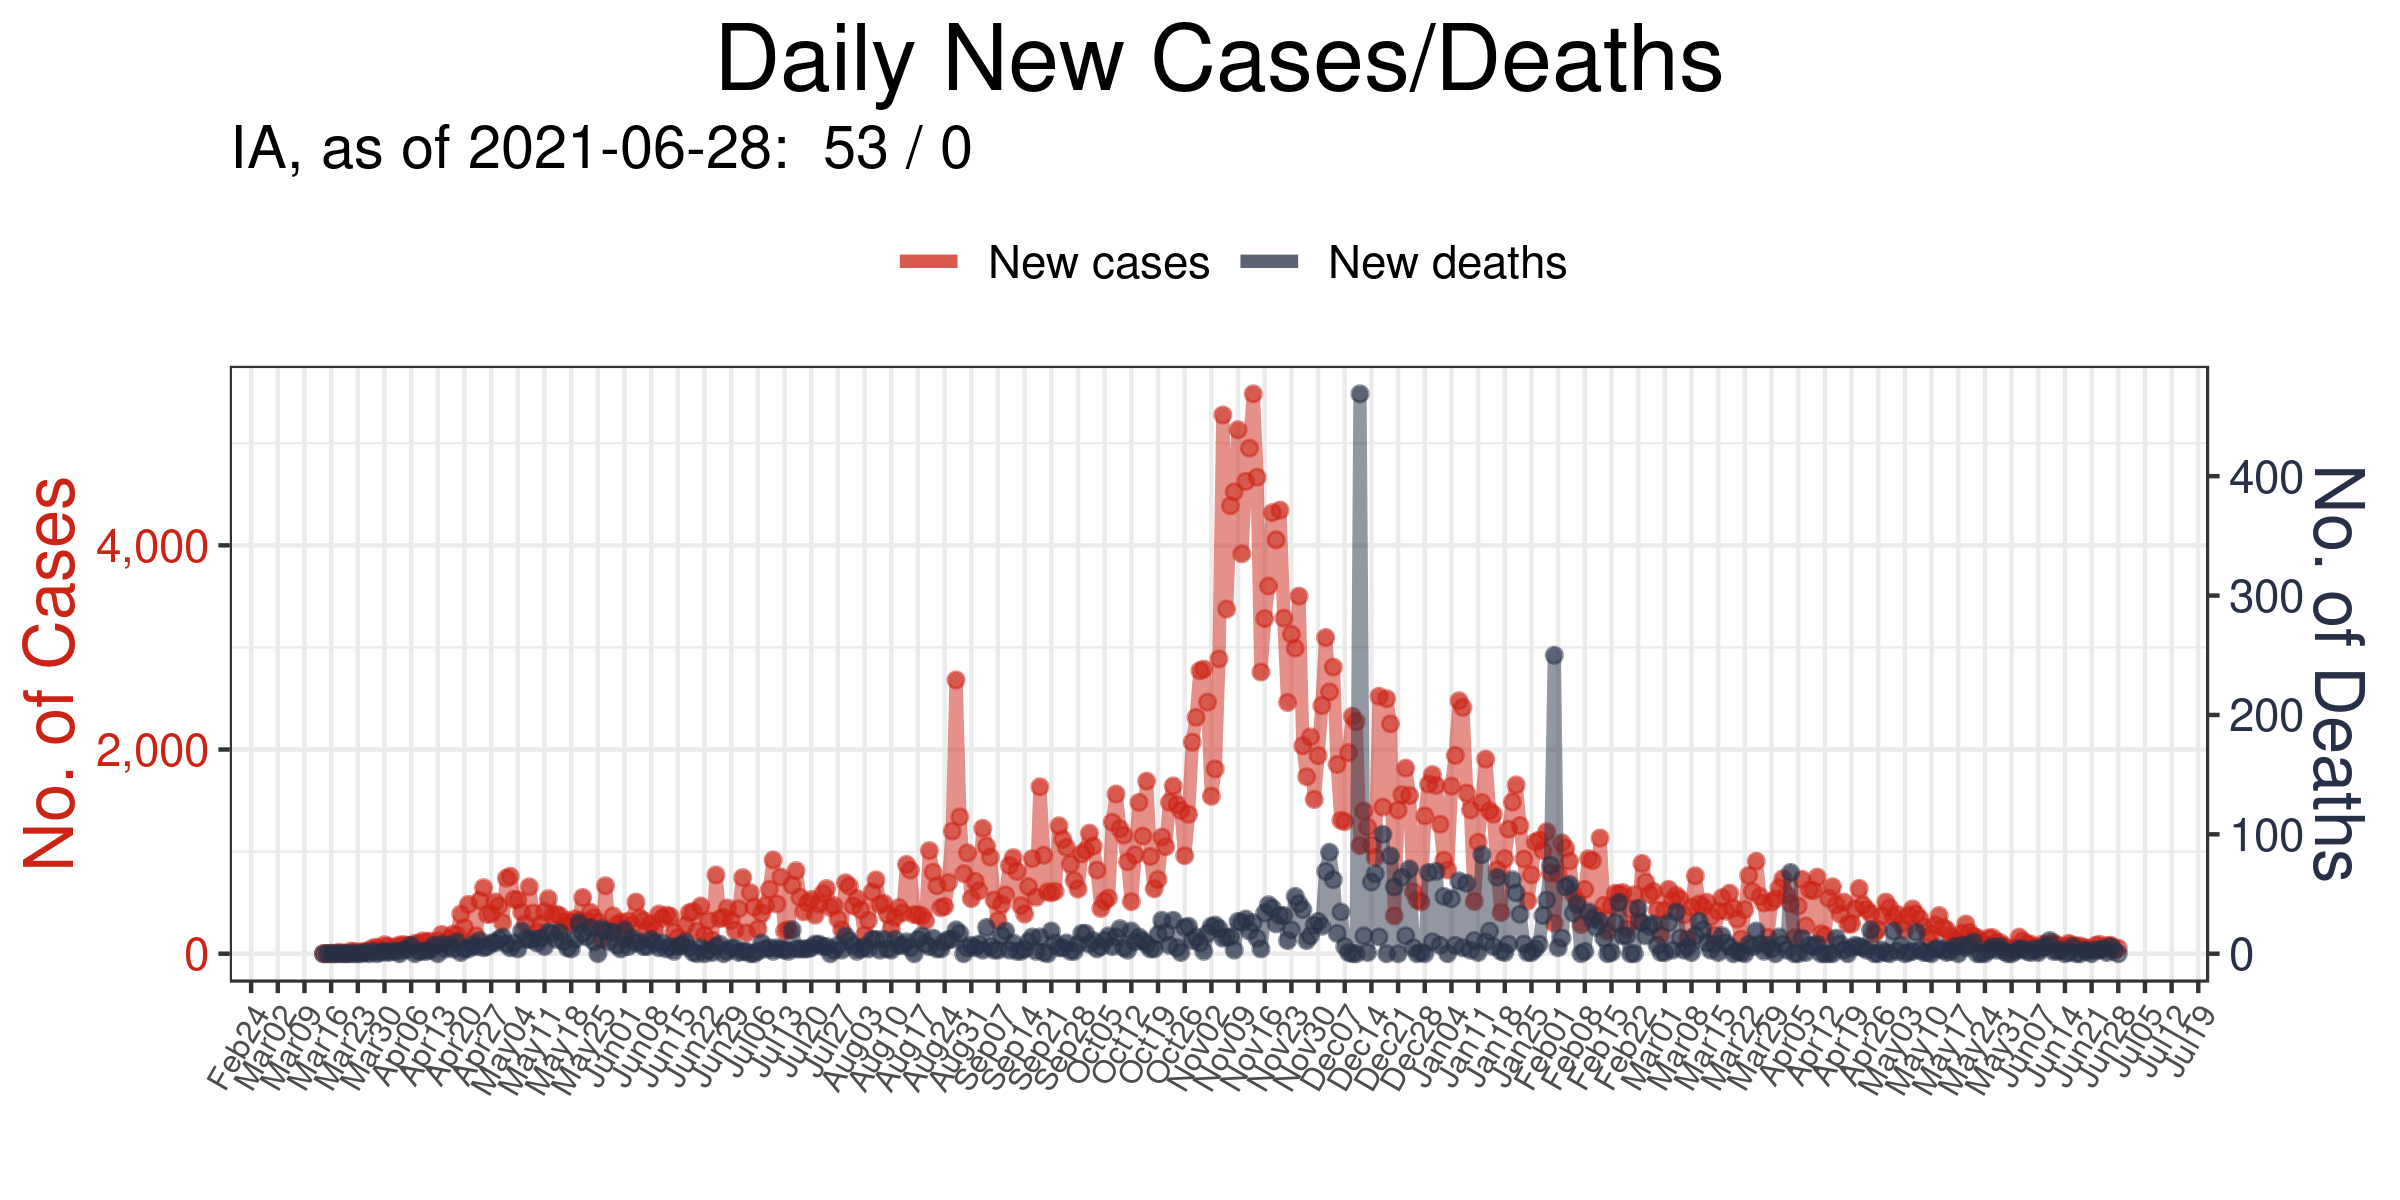 Daily New Cases/Deaths
IA, as of 2021-06-28:  53 / 0
New cases
New deaths
No. of Cases
4,000
2,000
0
No. of Deaths
400
300
200
100
0
Feb24
Mar02
Mar09
Mar16
Mar23
Mar30
Apr06
Apr13
Apr20
Apr27
May04
May11
May18
May25
Jun01
Jun08
Jun15
Jun22
Jun29
Jul06
Jul13
Jul20
Jul27
Aug03
Aug10
Aug17
Aug24
Aug31
Sep07
Sep14
Sep21
Sep28
Oct05
Oct12
Oct19
Oct26
Nov02
Nov09
Nov16
Nov23
Nov30
Dec07
Dec14
Dec21
Dec28
Jan04
Jan11
Jan18
Jan25
Feb01
Feb08
Feb15
Feb22
Mar01
Mar08
Mar15
Mar22
Mar29
Apr05
Apr12
Apr19
Apr26
May03
May10
May17
May24
May31
Jun07
Jun14
Jun21
Jun28
Jul05
Jul12
Jul19